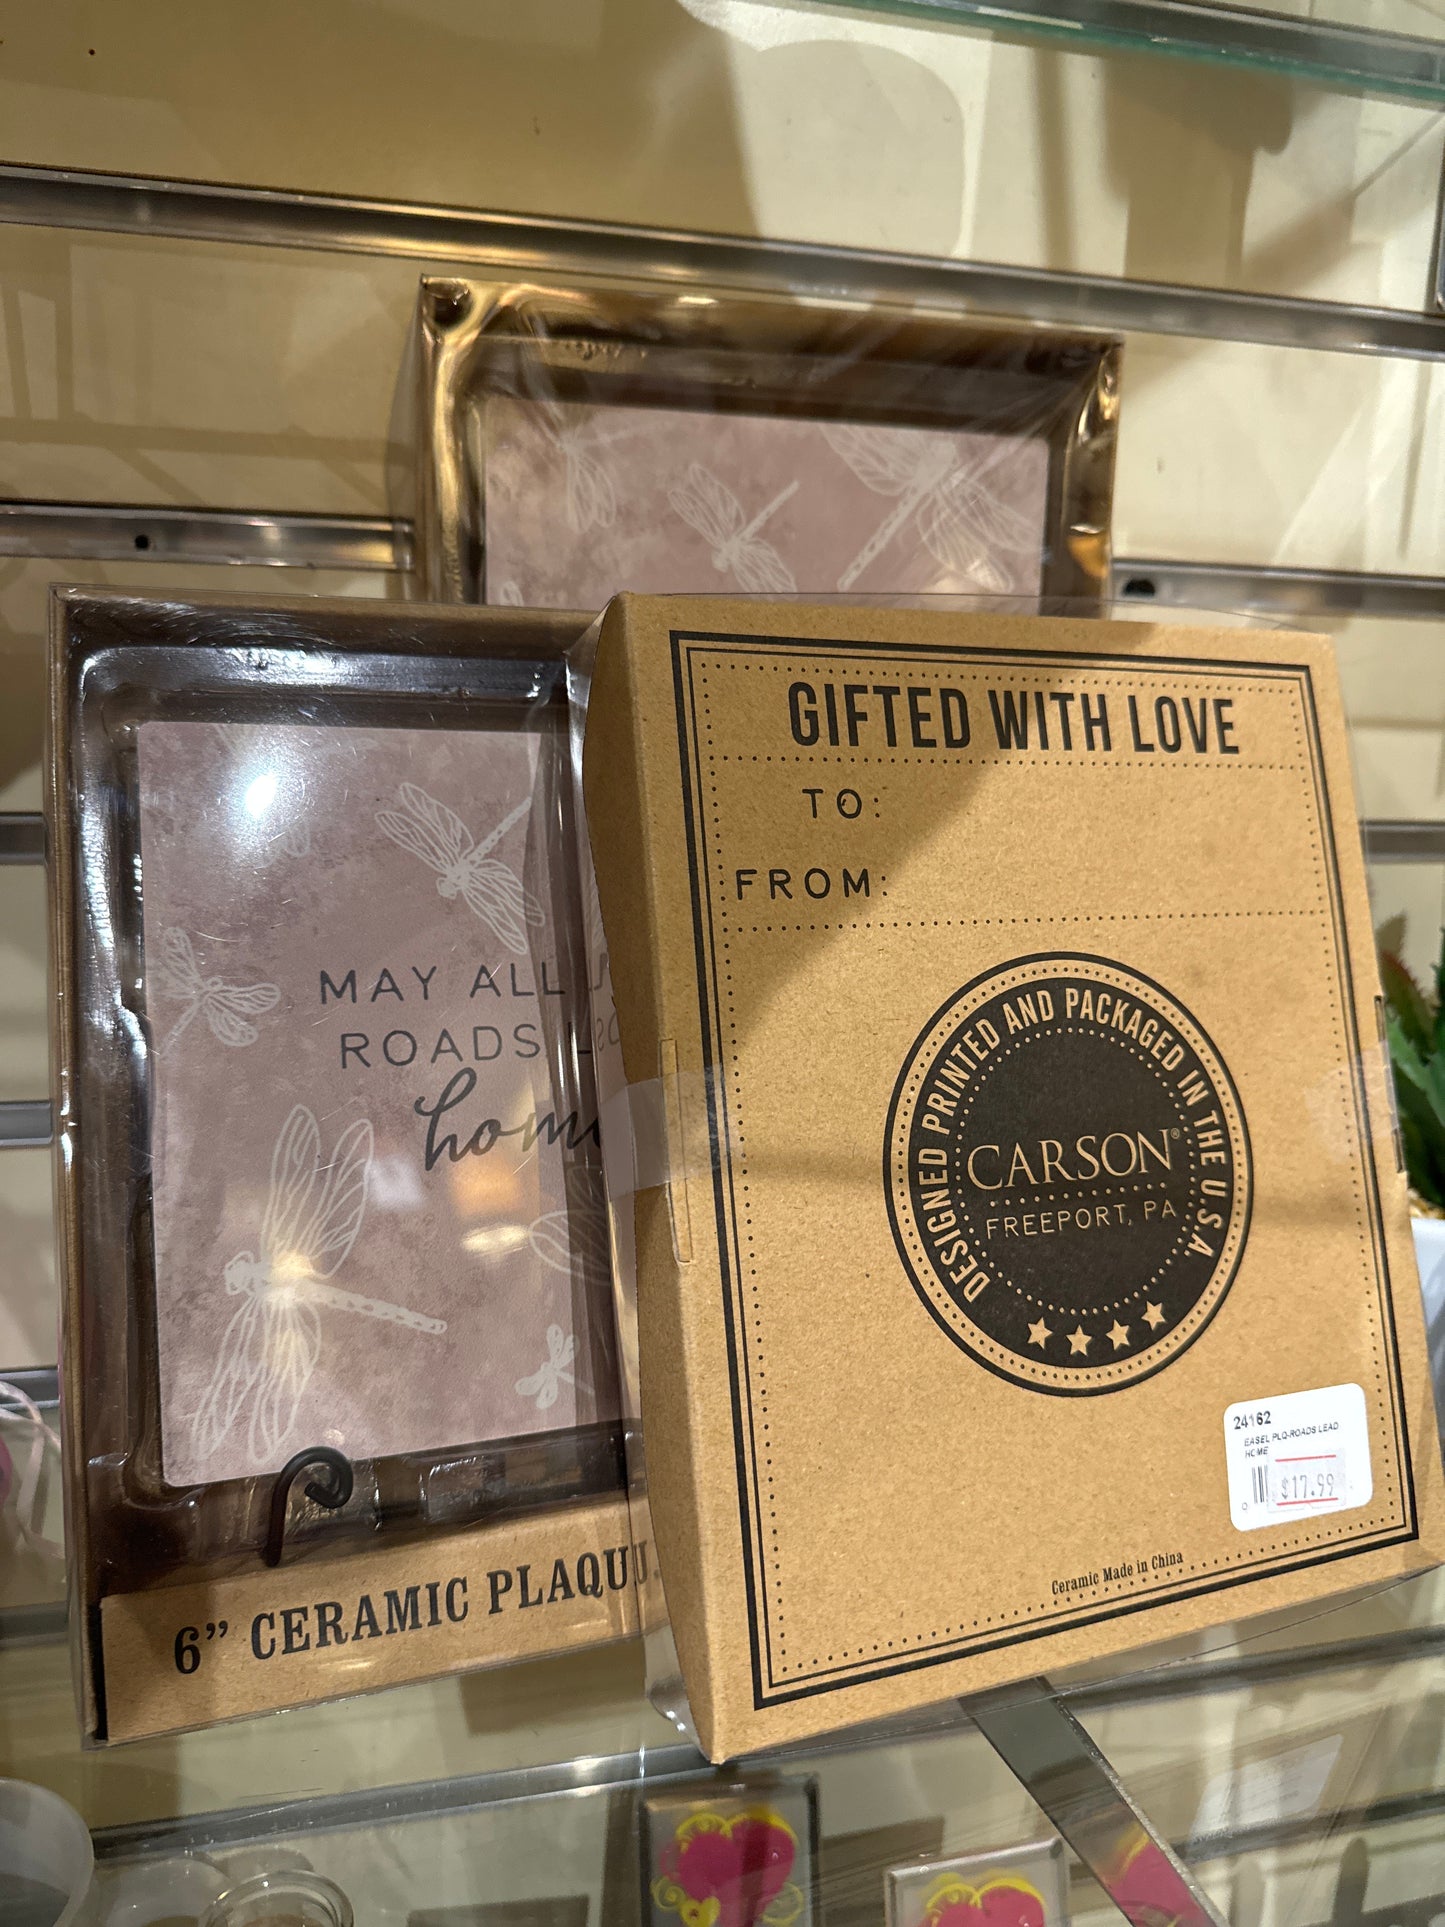 MAY ALL
ROADS
home
6” CERAMIC PLAQU
GIFTED WITH LOVE
TO:
FROM:
DESIGNED PRINTED AND PACKAGED IN THE U.S.A.
CARSON®
FREEPORT, PA
24162
EASEL PLQ-ROADS LEAD
HOME
$17.99
Ceramic Made in China